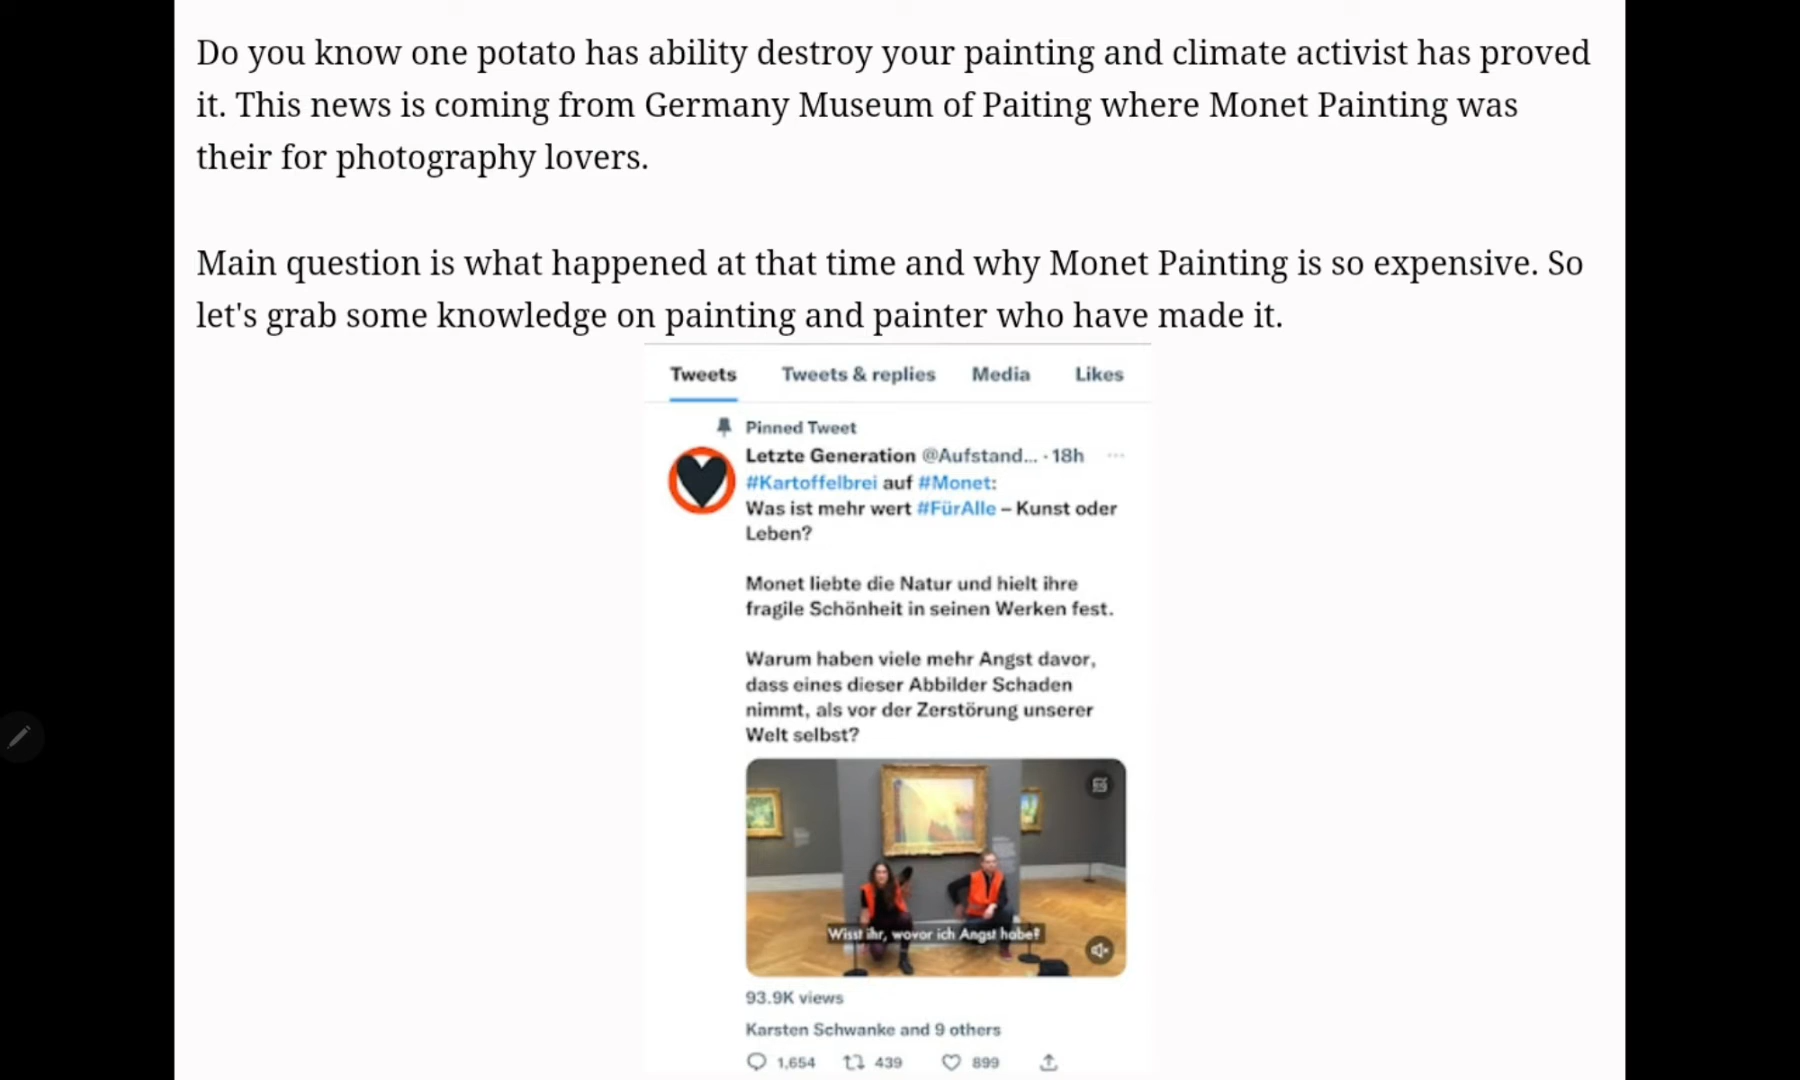 Do you know one potato has ability destroy your painting and climate activist has proved
it. This news is coming from Germany Museum of Paiting where Monet Painting was
their for photography lovers.
Main question is what happened at that time and why Monet Painting is so expensive. So
let's grab some knowledge on painting and painter who have made it.
Tweets Tweets & replies Media Likes
Pinned Tweet
Letzte Generation @Aufstand... · 18h
#Kartoffelbrei auf #Monet:
Was ist mehr wert #FürAlle – Kunst oder
Leben?
Monet liebte die Natur und hielt ihre
fragile Schönheit in seinen Werken fest.
Warum haben viele mehr Angst davor,
dass eines dieser Abbilder Schaden
nimmt, als vor der Zerstörung unserer
Welt selbst?
Wisst ihr, wovor ich Angst habe?
93.9K views
Karsten Schwanke and 9 others
1,654 439 899